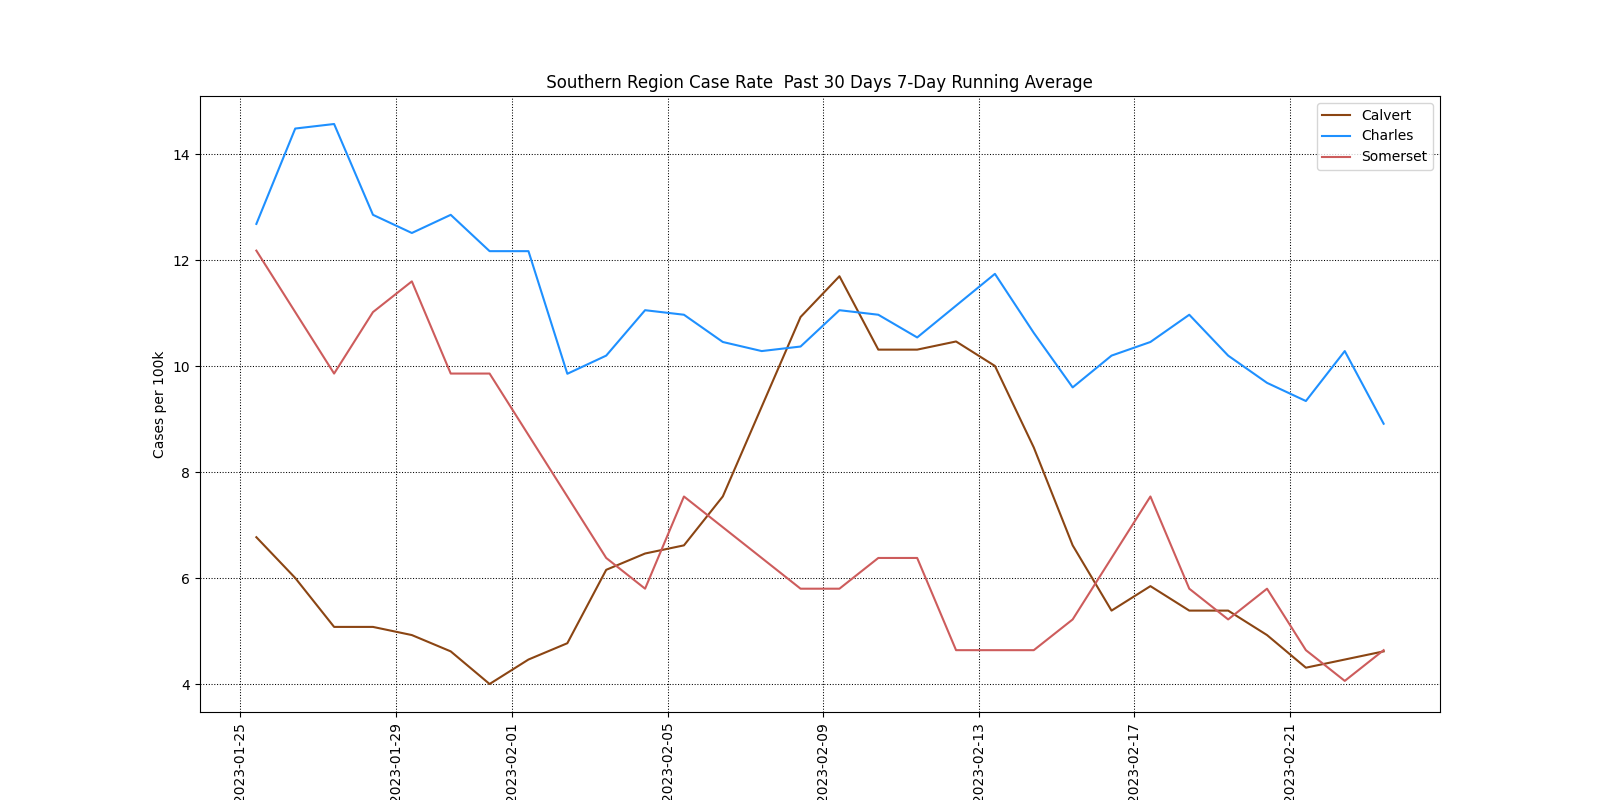 Southern Region Case Rate  Past 30 Days 7-Day Running Average
Calvert
Charles
Somerset
Cases per 100k
14
12
10
8
6
4
2023-01-25
2023-01-29
2023-02-01
2023-02-05
2023-02-09
2023-02-13
2023-02-17
2023-02-21